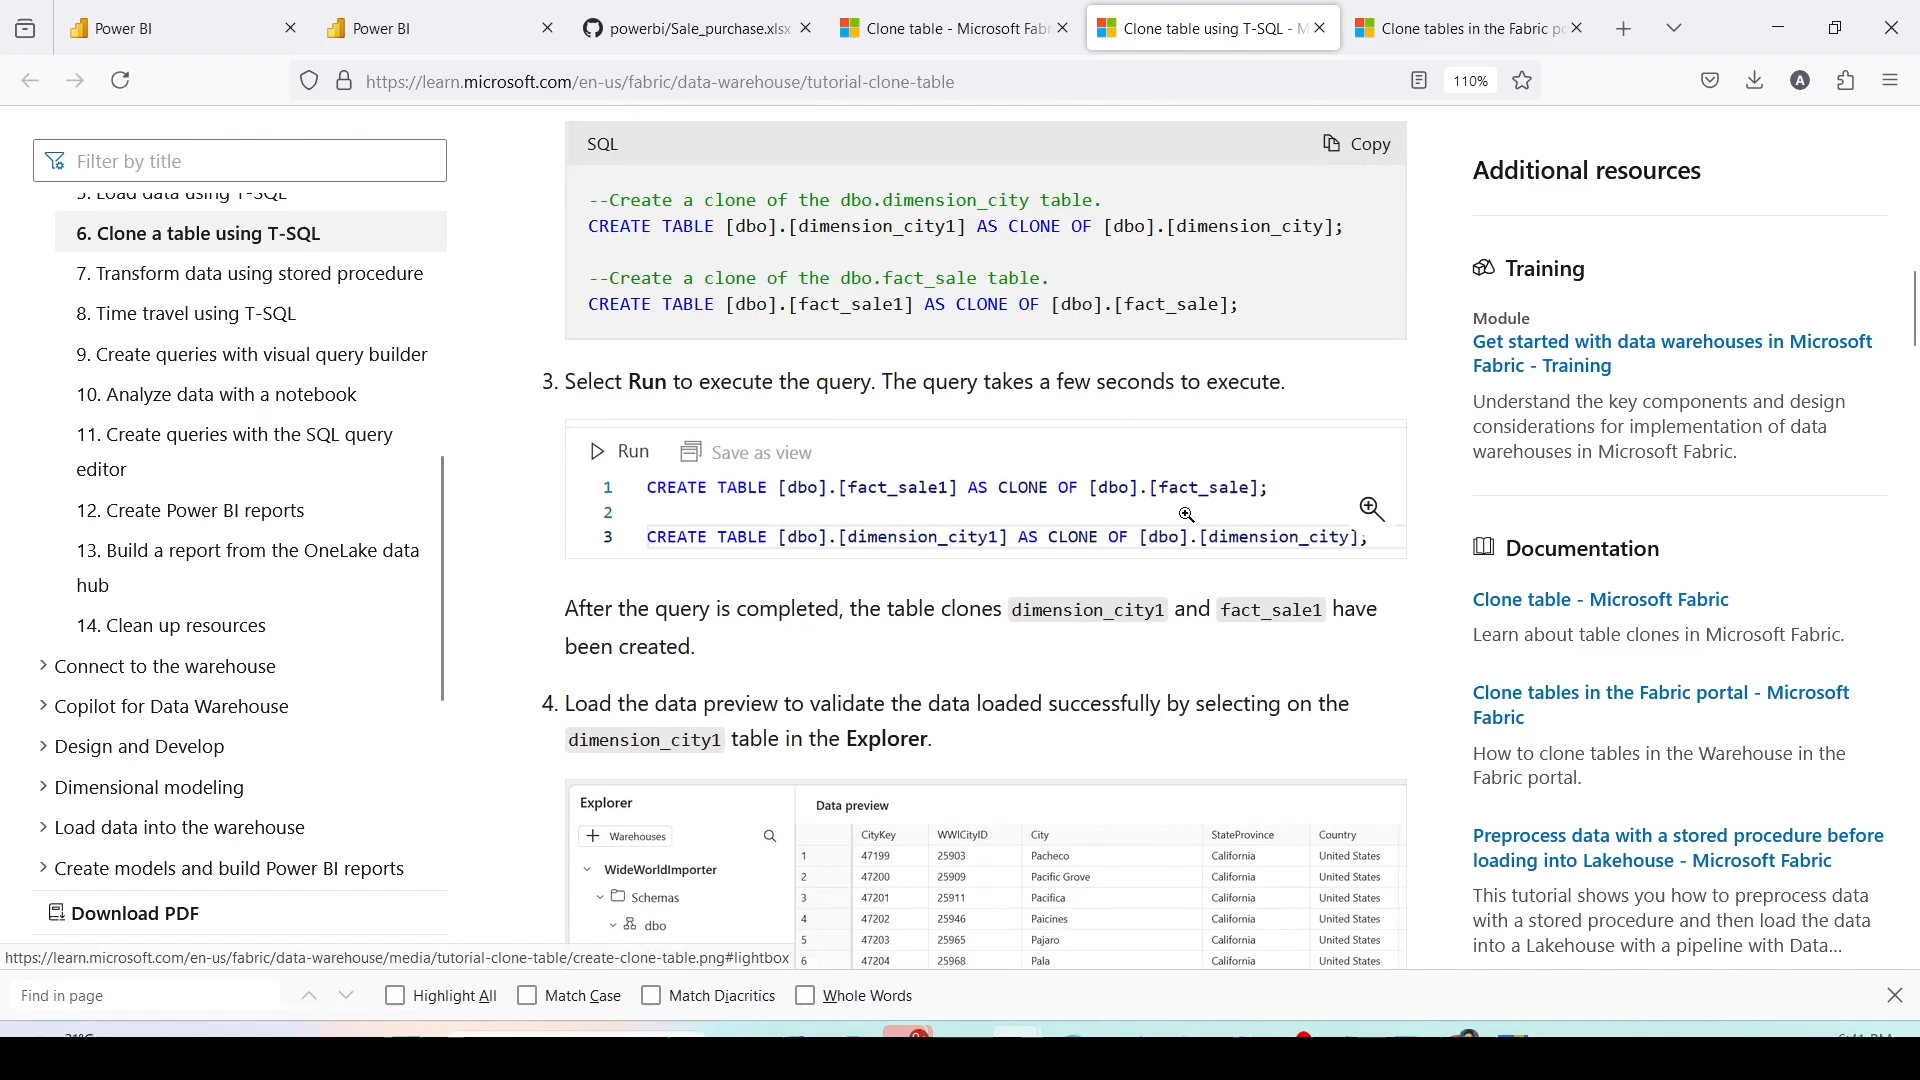 Power BI
Power BI
powerbi/Sale_purchase.xlsx
Clone table - Microsoft Fabr
Clone table using T-SQL - M
Clone tables in the Fabric po
https://learn.microsoft.com/en-us/fabric/data-warehouse/tutorial-clone-table
110%
A
Filter by title
5. Load data using T-SQL
6. Clone a table using T-SQL
7. Transform data using stored procedure
8. Time travel using T-SQL
9. Create queries with visual query builder
10. Analyze data with a notebook
11. Create queries with the SQL query
editor
12. Create Power BI reports
13. Build a report from the OneLake data
hub
14. Clean up resources
Connect to the warehouse
Copilot for Data Warehouse
Design and Develop
Dimensional modeling
Load data into the warehouse
Create models and build Power BI reports
Download PDF
SQL
Copy
--Create a clone of the dbo.dimension_city table.
CREATE TABLE [dbo].[dimension_city1] AS CLONE OF [dbo].[dimension_city];
--Create a clone of the dbo.fact_sale table.
CREATE TABLE [dbo].[fact_sale1] AS CLONE OF [dbo].[fact_sale];
3. Select Run to execute the query. The query takes a few seconds to execute.
Run Save as view
1 CREATE TABLE [dbo].[fact_sale1] AS CLONE OF [dbo].[fact_sale];
2
3 CREATE TABLE [dbo].[dimension_city1] AS CLONE OF [dbo].[dimension_city];
After the query is completed, the table clones dimension_city1 and fact_sale1 have
been created.
4. Load the data preview to validate the data loaded successfully by selecting on the
dimension_city1 table in the Explorer.
Explorer
+ Warehouses
WideWorldImporter
Schemas
dbo
Data preview
CityKey WWICityID City StateProvince Country
1 47199 25903 Pacheco California United States
2 47200 25909 Pacific Grove California United States
3 47201 25911 Pacifica California United States
4 47202 25946 Paicines California United States
5 47203 25965 Pajaro California United States
6 47204 25968 Pala California United States
Additional resources
Training
Module
Get started with data warehouses in Microsoft
Fabric - Training
Understand the key components and design
considerations for implementation of data
warehouses in Microsoft Fabric.
Documentation
Clone table - Microsoft Fabric
Learn about table clones in Microsoft Fabric.
Clone tables in the Fabric portal - Microsoft
Fabric
How to clone tables in the Warehouse in the
Fabric portal.
Preprocess data with a stored procedure before
loading into Lakehouse - Microsoft Fabric
This tutorial shows you how to preprocess data
with a stored procedure and then load the data
into a Lakehouse with a pipeline with Data...
https://learn.microsoft.com/en-us/fabric/data-warehouse/media/tutorial-clone-table/create-clone-table.png#lightbox
Find in page
Highlight All
Match Case
Match Diacritics
Whole Words